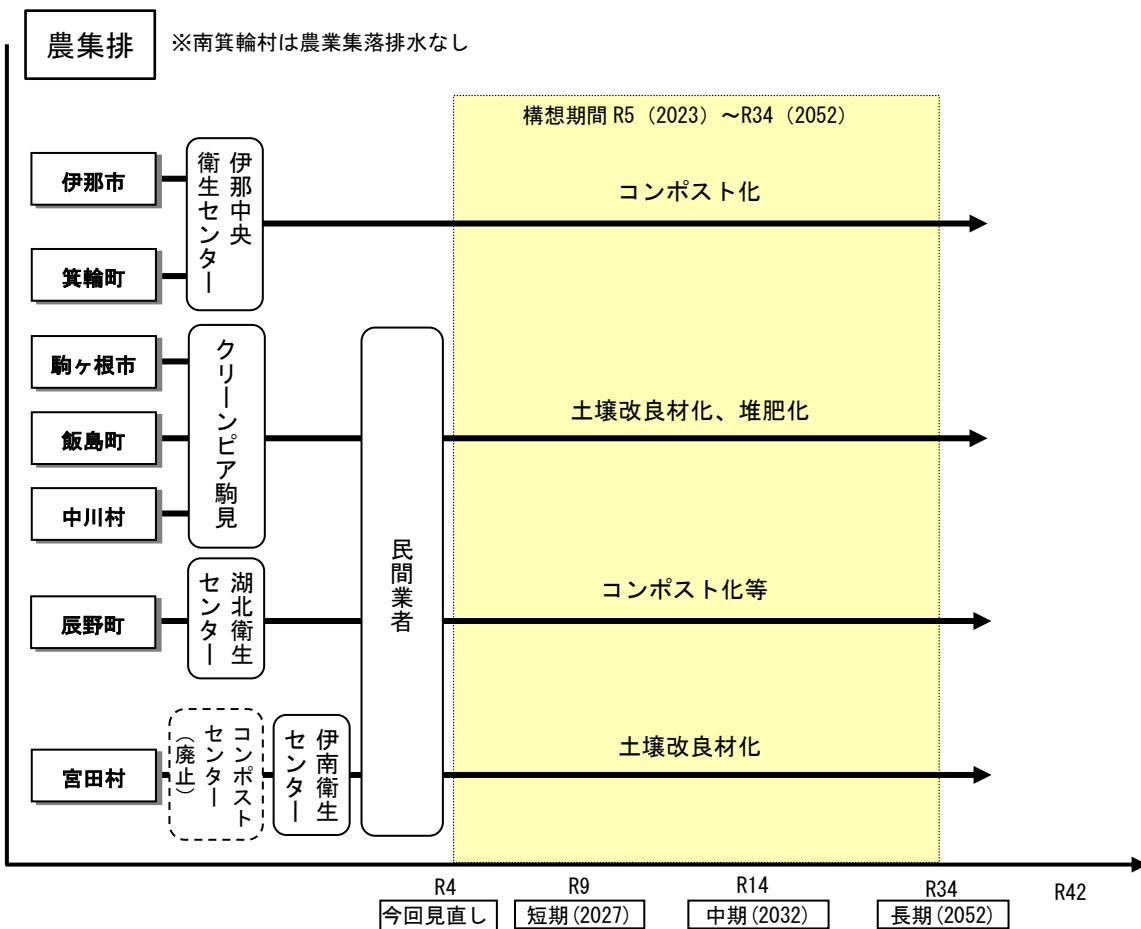 農集排
※南箕輪村は農業集落排水なし
構想期間 R5（2023）～R34（2052）
伊那市
箕輪町
伊那中央
衛生センター
コンポスト化
駒ヶ根市
飯島町
中川村
クリーンピア駒見
民間業者
土壌改良材化、堆肥化
辰野町
湖北衛生
センター
コンポスト化等
宮田村
コンポスト
センター
（廃止）
伊南衛生
センター
土壌改良材化
R4
R9
R14
R34
R42
今回見直し
短期(2027)
中期(2032)
長期(2052)